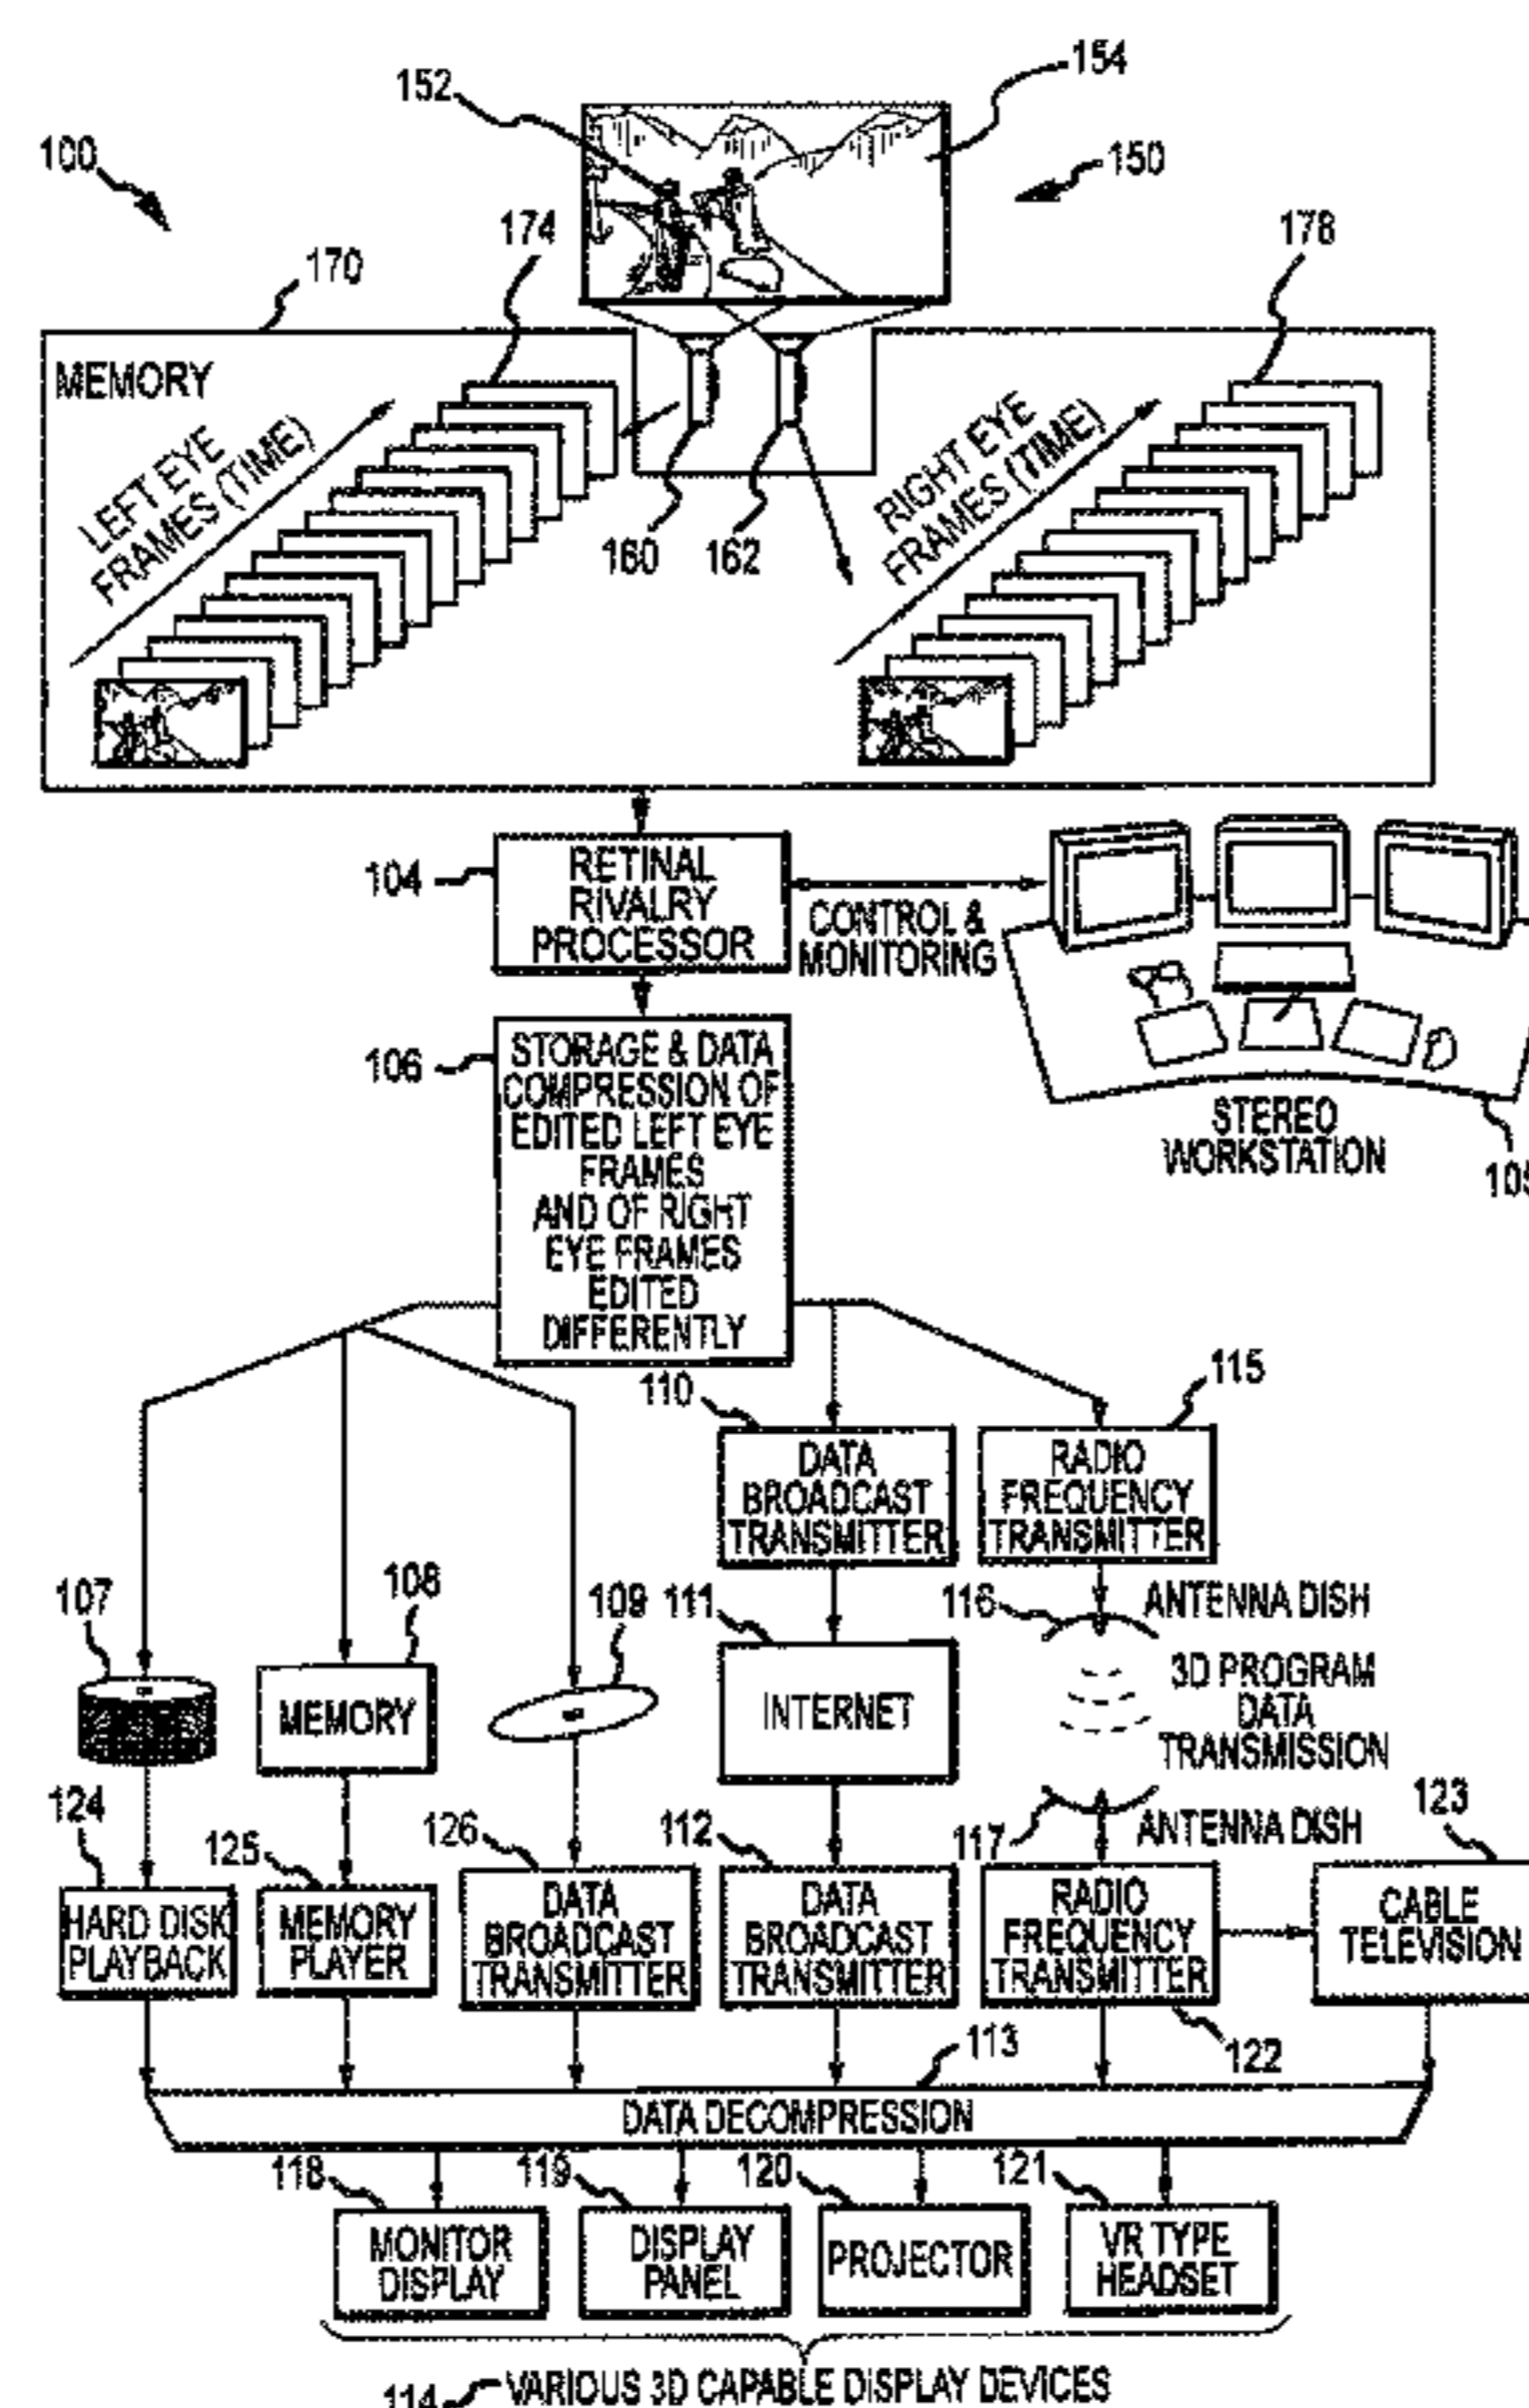 152
154
100
150
174
178
170
MEMORY
LEFT EYE
FRAMES (TIME)
RIGHT EYE
FRAMES (TIME)
160
162
104
RETINAL
RIVALRY
PROCESSOR
CONTROL &
MONITORING
106
STORAGE & DATA
COMPRESSION OF
EDITED LEFT EYE
FRAMES
AND OF RIGHT
EYE FRAMES
EDITED
DIFFERENTLY
STEREO
WORKSTATION
110
115
DATA
BROADCAST
TRANSMITTER
RADIO
FREQUENCY
TRANSMITTER
107
108
109
111
116
ANTENNA DISH
MEMORY
INTERNET
3D PROGRAM
DATA
TRANSMISSION
124
125
126
112
117
ANTENNA DISH
123
HARD DISK
PLAYBACK
MEMORY
PLAYER
DATA
BROADCAST
TRANSMITTER
DATA
BROADCAST
TRANSMITTER
RADIO
FREQUENCY
TRANSMITTER
CABLE
TELEVISION
113
122
DATA DECOMPRESSION
118
119
120
121
MONITOR
DISPLAY
DISPLAY
PANEL
PROJECTOR
VR TYPE
HEADSET
114
VARIOUS 3D CAPABLE DISPLAY DEVICES